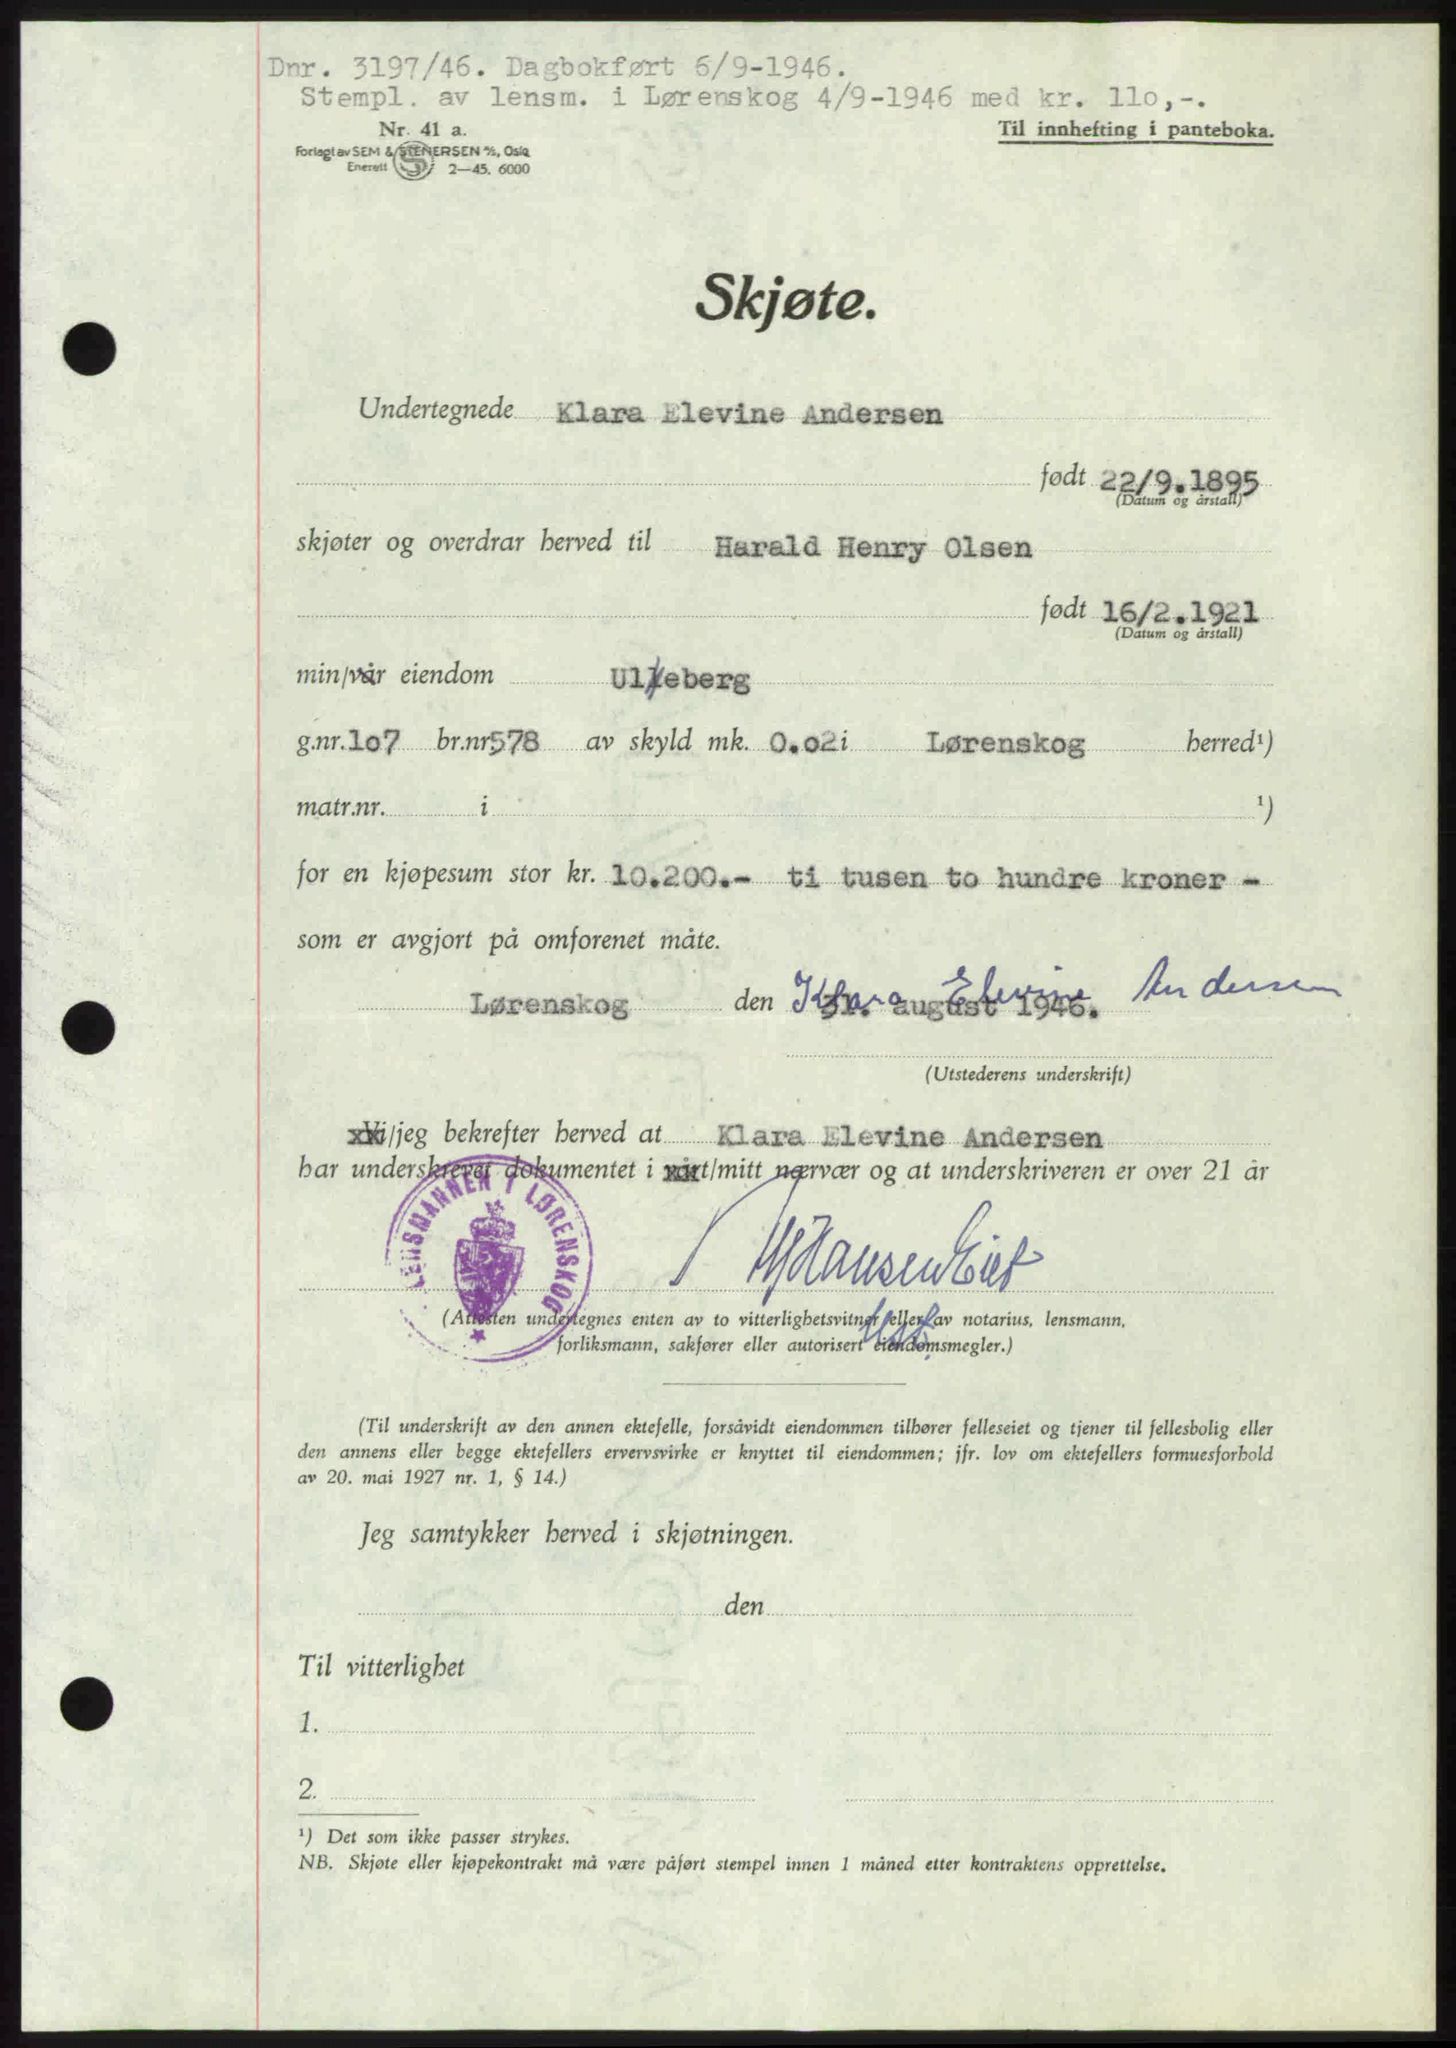 Dnr. 3197/46. Dagbokført 6/9-1946.
Stempl. av lensm. i Lørenskog 4/9-1946 med kr. 110,-.
Nr. 41 a.
Til innhefting i panteboka.
Forlagt av SEM & STENERSEN A/S, Oslo
Enerett 2—45. 6000
Skjøte.
Undertegnede Klara Elevine Andersen
født 22/9.1895
(Datum og årstall)
skjøter og overdrar herved til Harald Henry Olsen
født 16/2.1921
(Datum og årstall)
min/vår eiendom Ulleberg
g.nr. 107 br.nr 578 av skyld mk. 0.02 i Lørenskog herred¹)
matr.nr. i ¹)
for en kjøpesum stor kr. 10.200.- ti tusen to hundre kroner -
som er avgjort på omforenet måte.
Lørenskog den 31. august 1946.
Klara Elevine Andersen
(Utstederens underskrift)
Vi/jeg bekrefter herved at Klara Elevine Andersen
har underskrevet dokumentet i vårt/mitt nærvær og at underskriveren er over 21 år
LENSMANNEN I LØRENSKOG
(Attesten undertegnes enten av to vitterlighetsvitner eller av notarius, lensmann,
forliksmann, sakfører eller autorisert eiendomsmegler.)
(Til underskrift av den annen ektefelle, forsåvidt eiendommen tilhører felleseiet og tjener til fellesbolig eller
den annens eller begge ektefellers ervervsvirke er knyttet til eiendommen; jfr. lov om ektefellers formuesforhold
av 20. mai 1927 nr. 1, § 14.)
Jeg samtykker herved i skjøtningen.
den
Til vitterlighet
1.
2.
¹) Det som ikke passer strykes.
NB. Skjøte eller kjøpekontrakt må være påført stempel innen 1 måned etter kontraktens opprettelse.